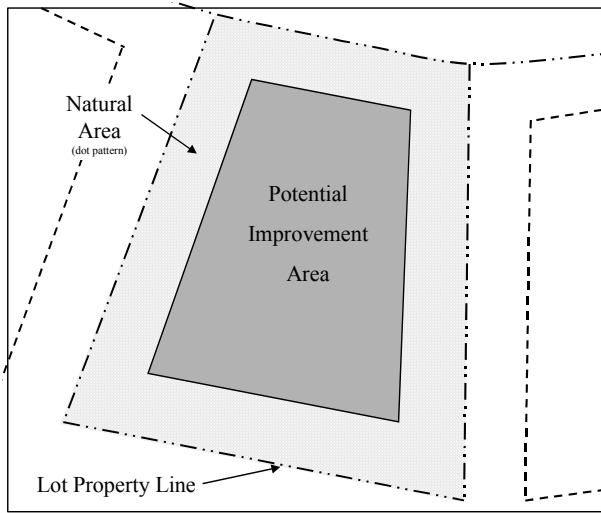 Natural
Area
(dot pattern)
Potential
Improvement
Area
Lot Property Line